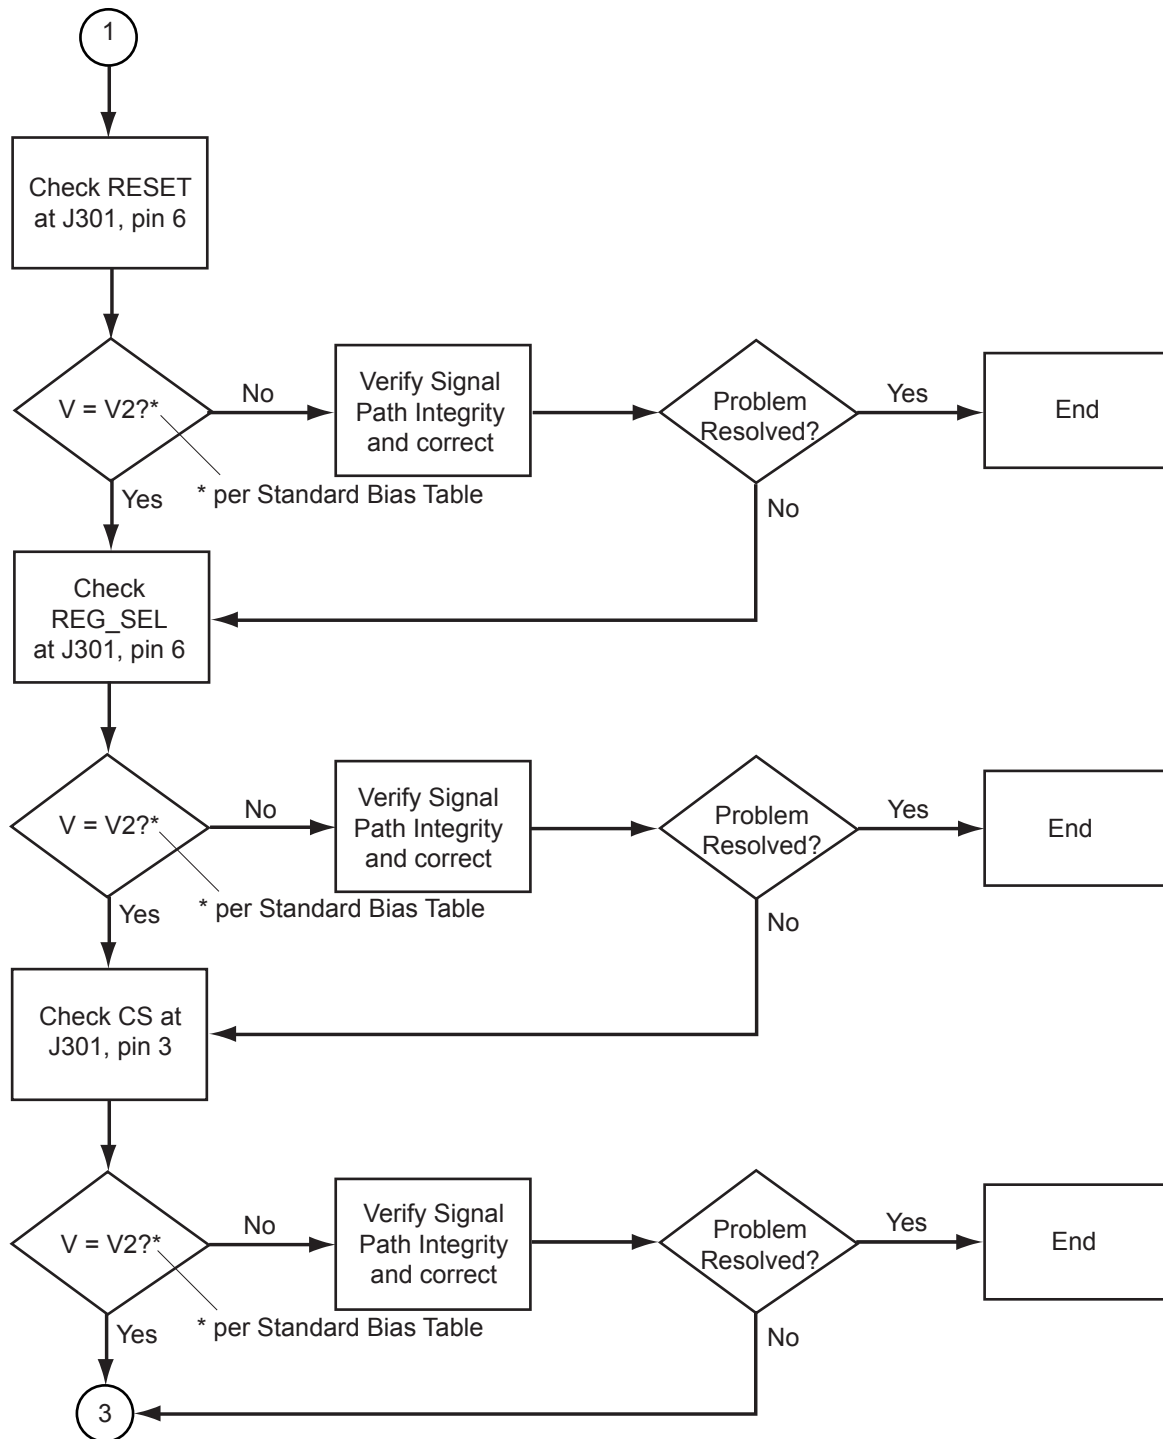 1
Check RESET
at J301, pin 6
V = V2?*
No
Verify Signal
Path Integrity
and correct
Problem
Resolved?
Yes
End
* per Standard Bias Table
Yes
No
Check
REG_SEL
at J301, pin 6
V = V2?*
No
Verify Signal
Path Integrity
and correct
Problem
Resolved?
Yes
End
* per Standard Bias Table
Yes
No
Check CS at
J301, pin 3
V = V2?*
No
Verify Signal
Path Integrity
and correct
Problem
Resolved?
Yes
End
* per Standard Bias Table
Yes
No
3